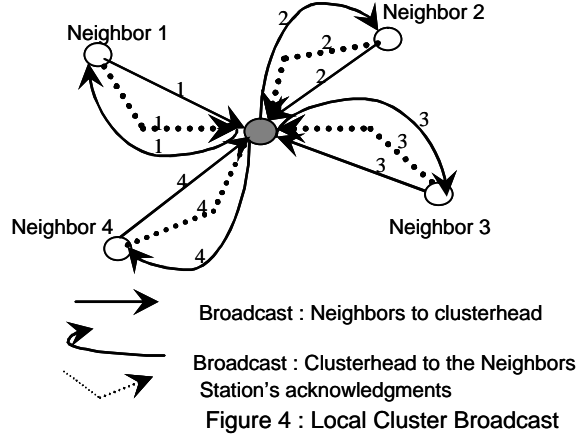 Neighbor 1
Neighbor 2
Neighbor 3
Neighbor 4
1
1
1
2
2
2
3
3
3
4
4
4
Broadcast : Neighbors to clusterhead
Broadcast : Clusterhead to the Neighbors
Station's acknowledgments
Figure 4 : Local Cluster Broadcast